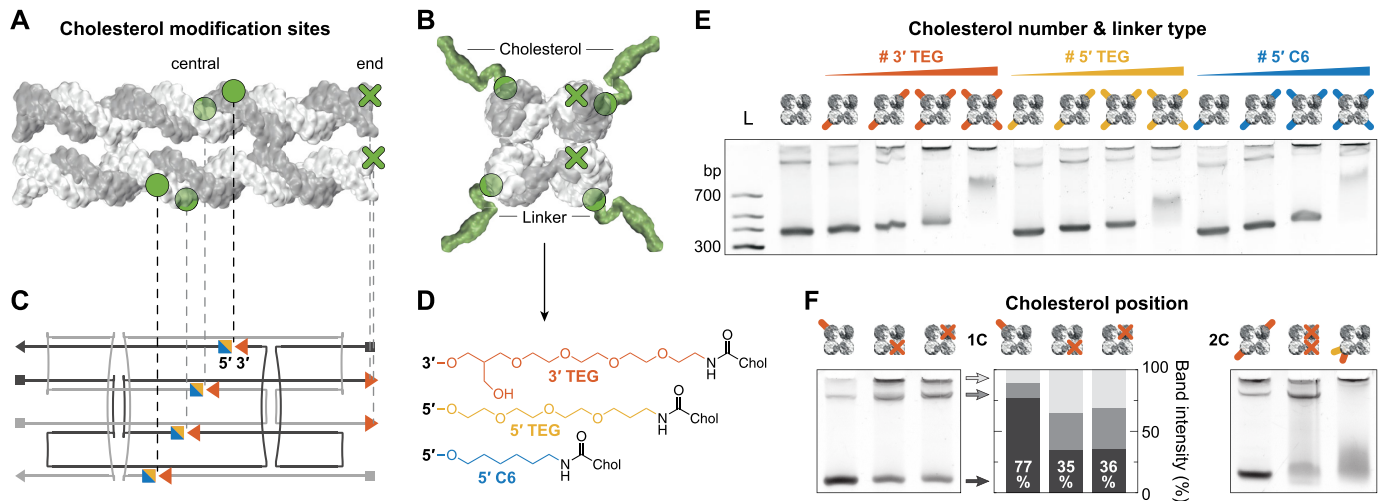 A
Cholesterol modification sites
central
end
B
Cholesterol
Linker
C
5′ 3′
D
3′ O O O O O N H O Chol
OH
3′ TEG
5′ O O O O N H O Chol
5′ TEG
5′ O N H O Chol
5′ C6
E
Cholesterol number & linker type
# 3′ TEG
# 5′ TEG
# 5′ C6
L
bp
700
300
F
Cholesterol position
1C
2C
100
50
0
Band intensity (%)
77 %
35 %
36 %